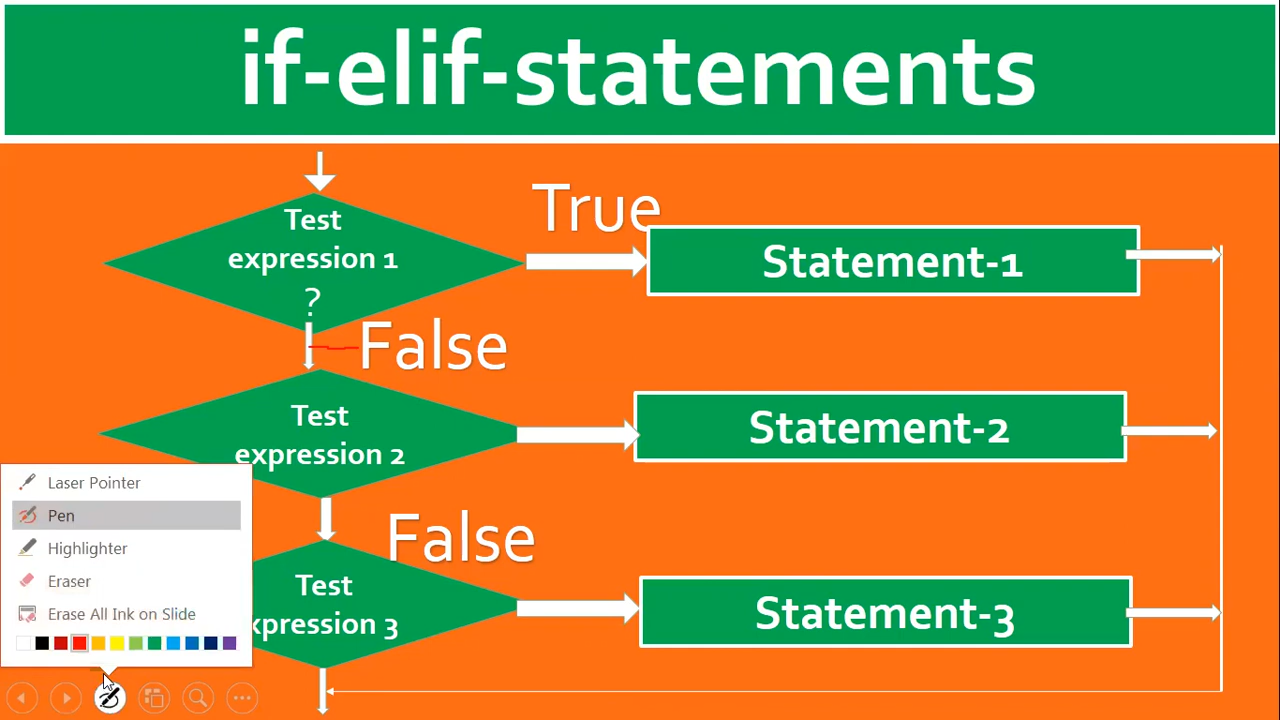 if-elif-statements
True
Test
expression 1
?
Statement-1
False
Test
expression 2
Statement-2
False
Test
expression 3
Statement-3
Laser Pointer
Pen
Highlighter
Eraser
Erase All Ink on Slide